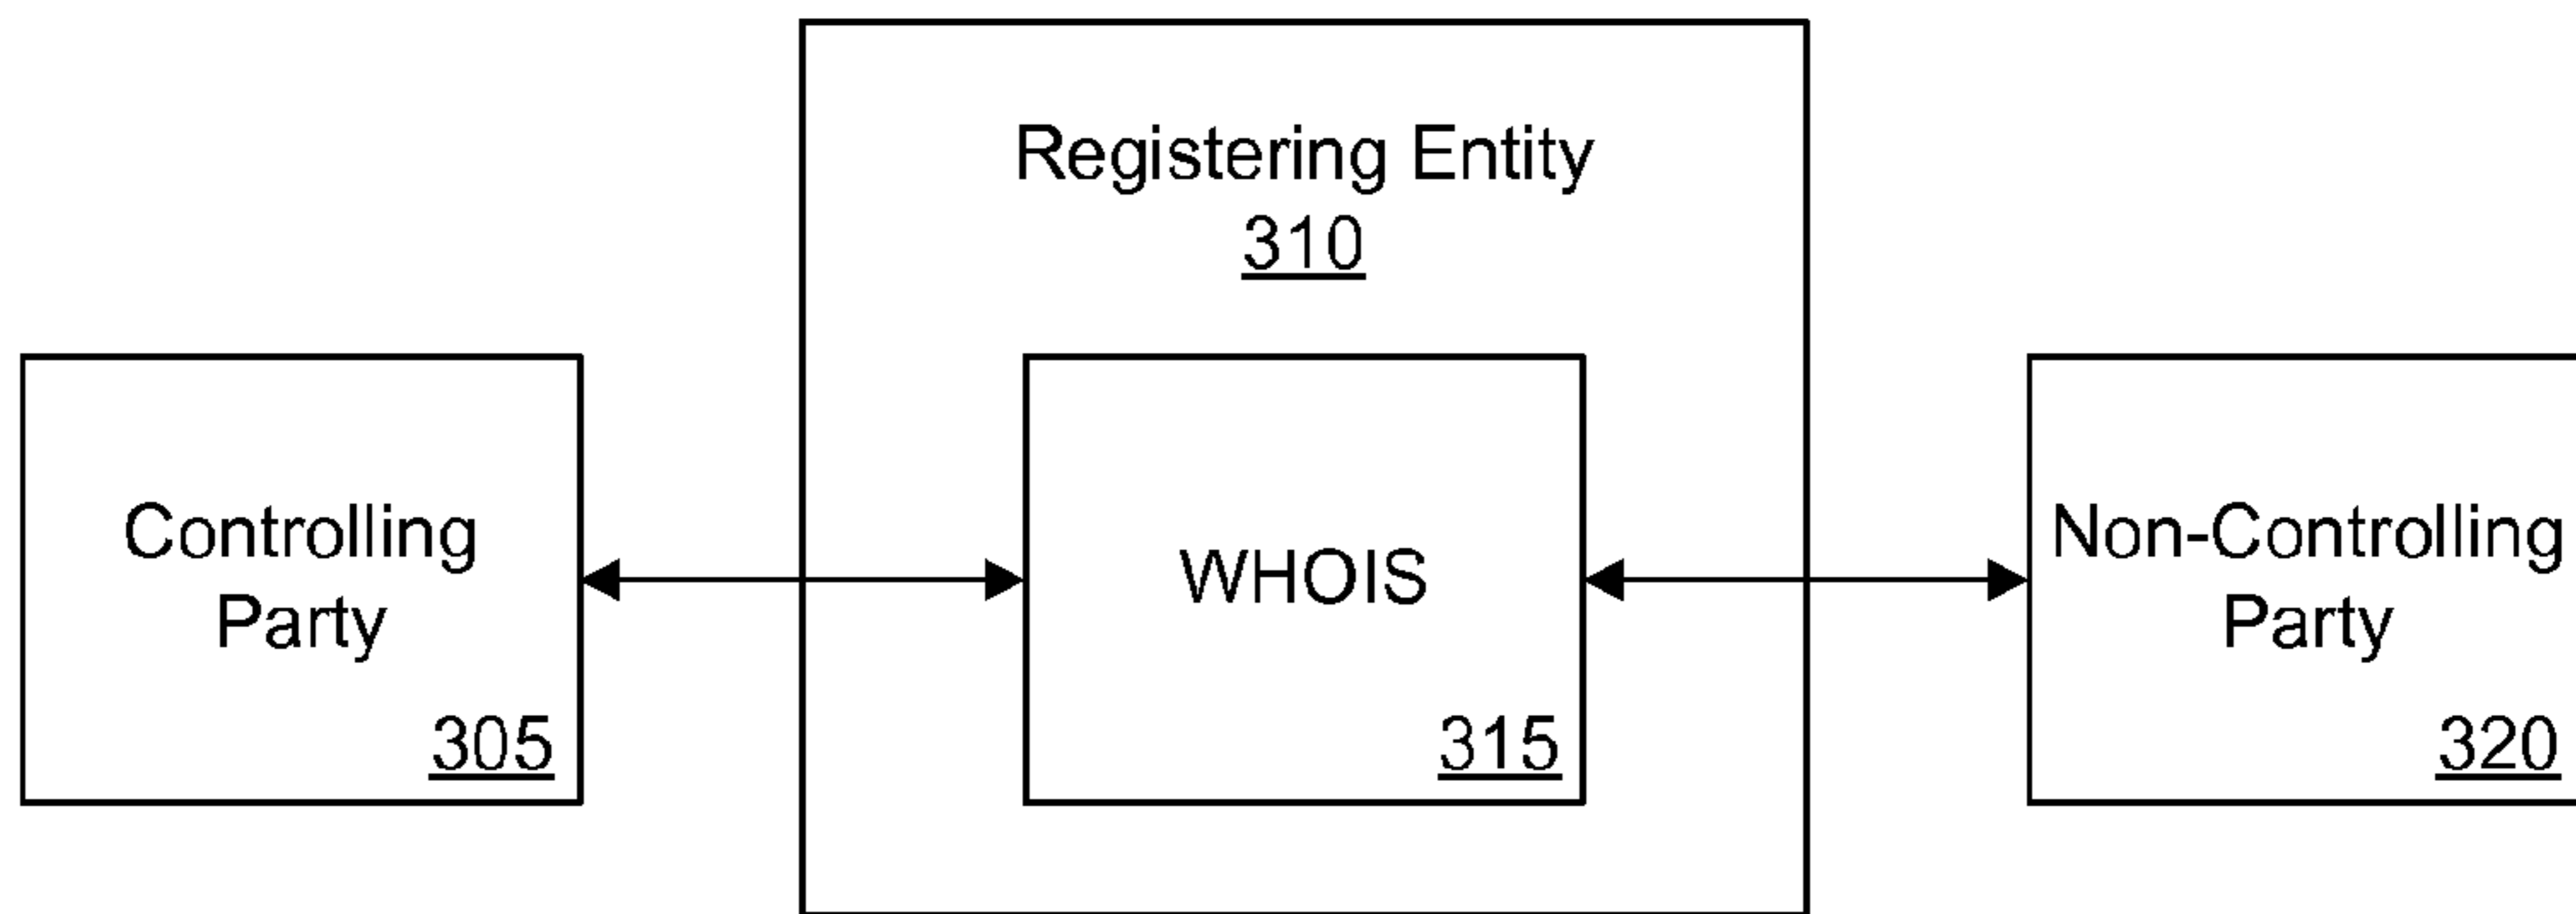 Registering Entity
310
Controlling
Party
305
WHOIS
315
Non-Controlling
Party
320